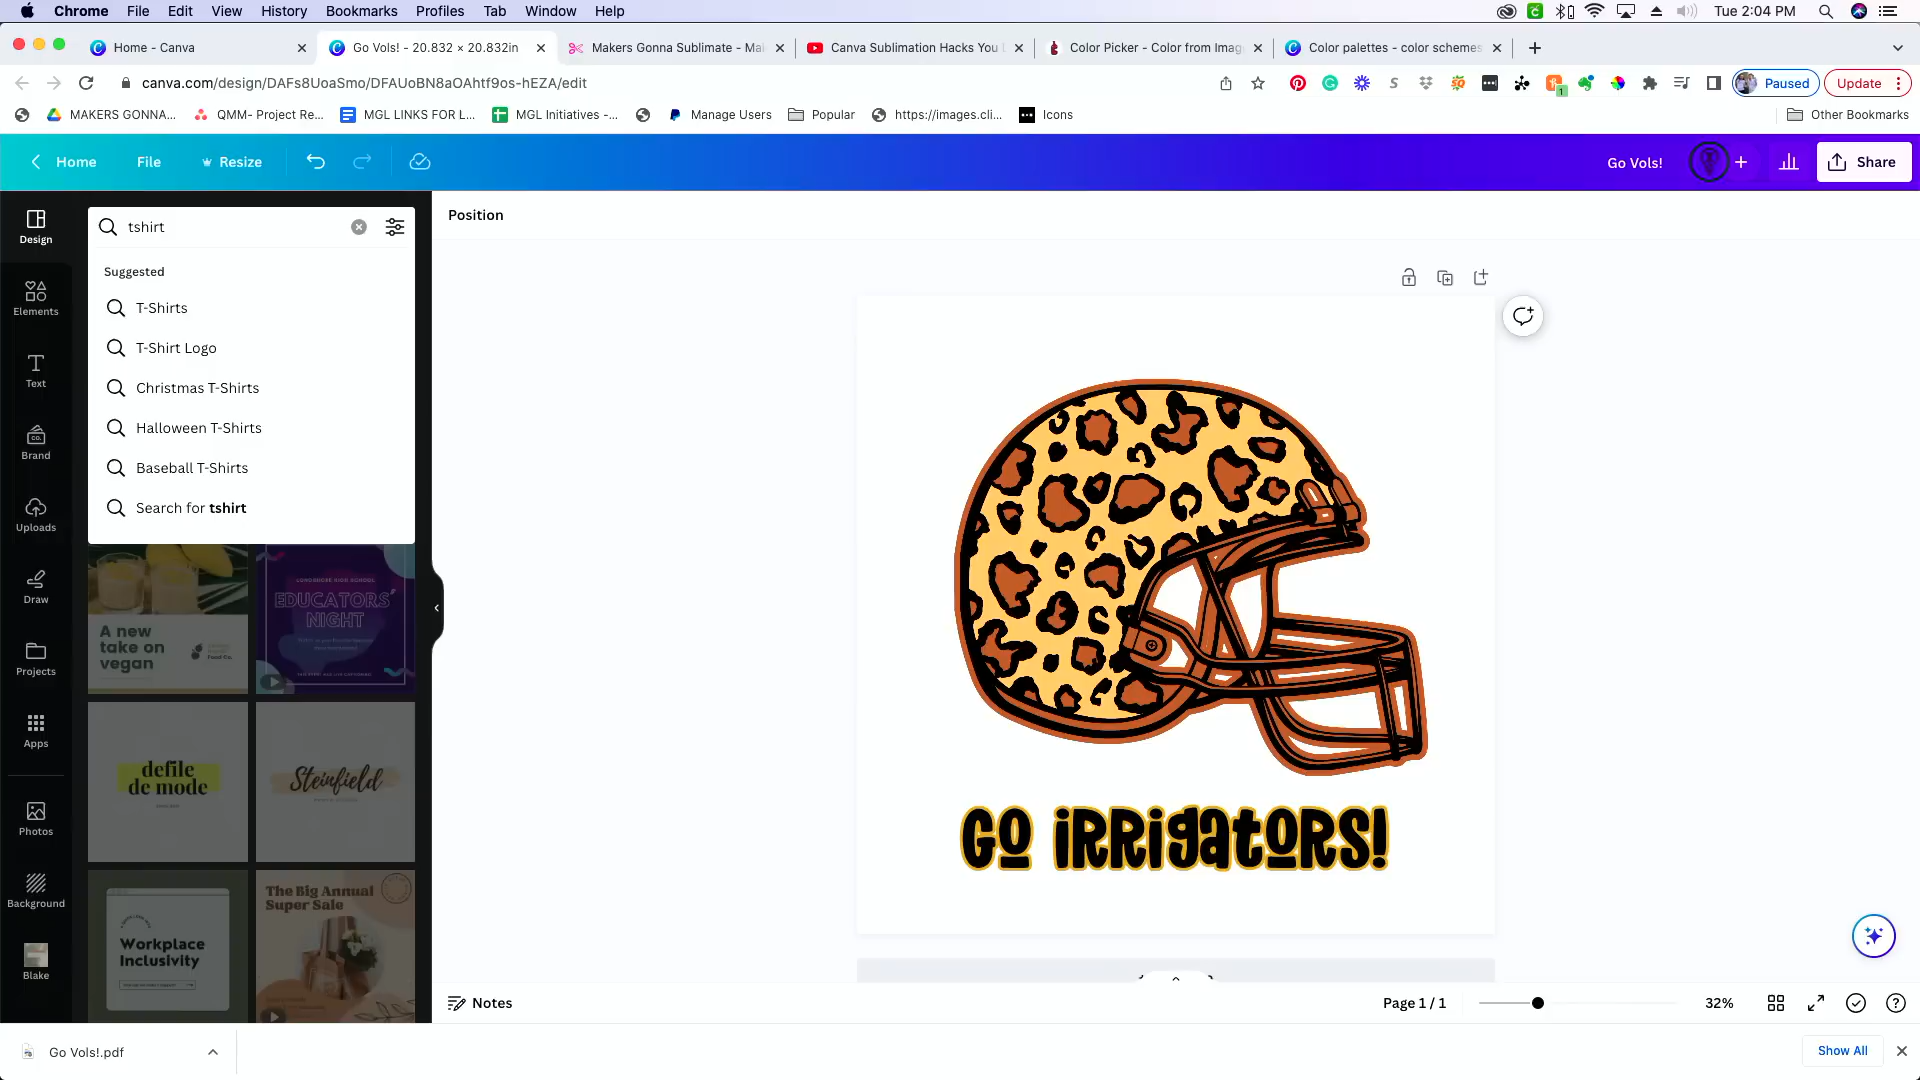 Chrome File Edit View History Bookmarks Profiles Tab Window Help Tue 2:04 PM
Home - Canva
Go Vols! - 20.832 × 20.832in
Makers Gonna Sublimate - Mak
Canva Sublimation Hacks You
Color Picker - Color from Imag
Color palettes - color schemes
canva.com/design/DAFs8UoaSmo/DFAUoBN8aOAhtf9os-hEZA/edit
1
Paused
Update
MAKERS GONNA...
QMM- Project Re...
MGL LINKS FOR L...
MGL Initiatives -...
Manage Users
Popular
https://images.cli...
Icons
Other Bookmarks
Home
File
Resize
Go Vols!
Share
Design
Elements
Text
Brand
Uploads
Draw
Projects
Apps
Photos
Background
Blake
tshirt
Suggested
T-Shirts
T-Shirt Logo
Christmas T-Shirts
Halloween T-Shirts
Baseball T-Shirts
Search for tshirt
A new
take on
vegan
EDUCATORS'
NIGHT
defile
de mode
Steinfield
Workplace
Inclusivity
The Big Annual
Super Sale
Position
GO IRRIGATORS!
Notes
Page 1 / 1
32%
Go Vols!.pdf
Show All